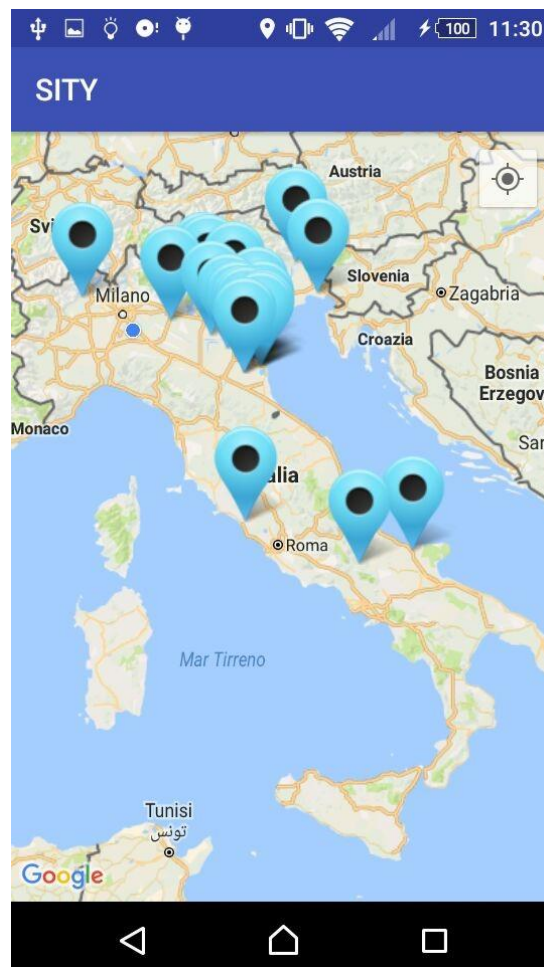 100 11:30
SITY
Austria
Svi
Slovenia
Milano
Zagabria
Croazia
Bosnia
Erzegov
Monaco
Sar
alia
Roma
Mar Tirreno
Tunisi
تونس
Google